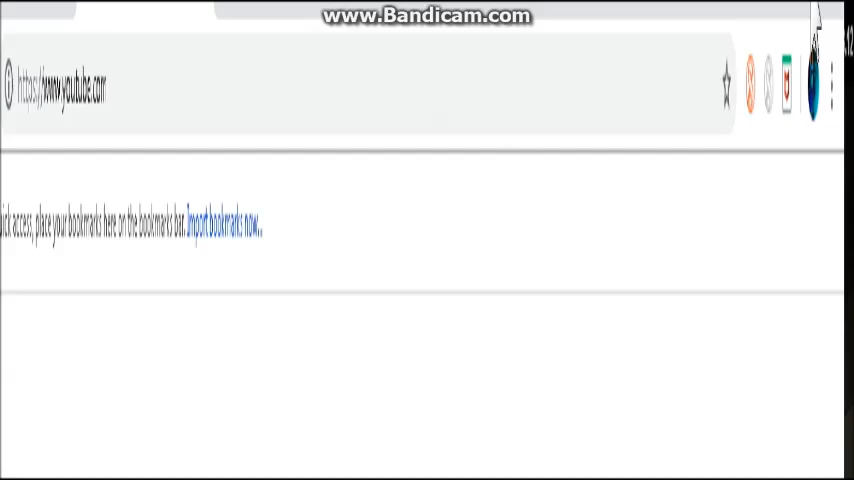 www.Bandicam.com
https://www.youtube.com
ick access, place your bookmarks here on the bookmarks bar. Import bookmarks now...